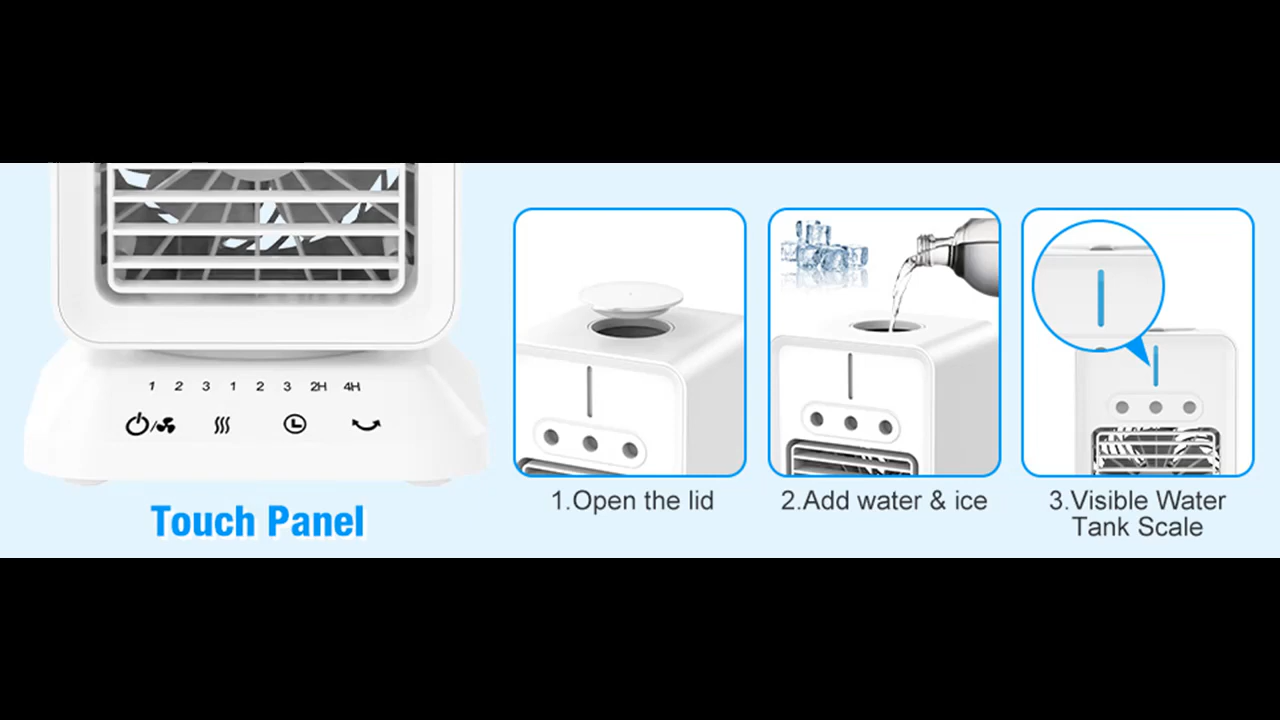 1 2 3 1 2 3 2H 4H
Touch Panel
1.Open the lid
2.Add water & ice
3.Visible Water
Tank Scale